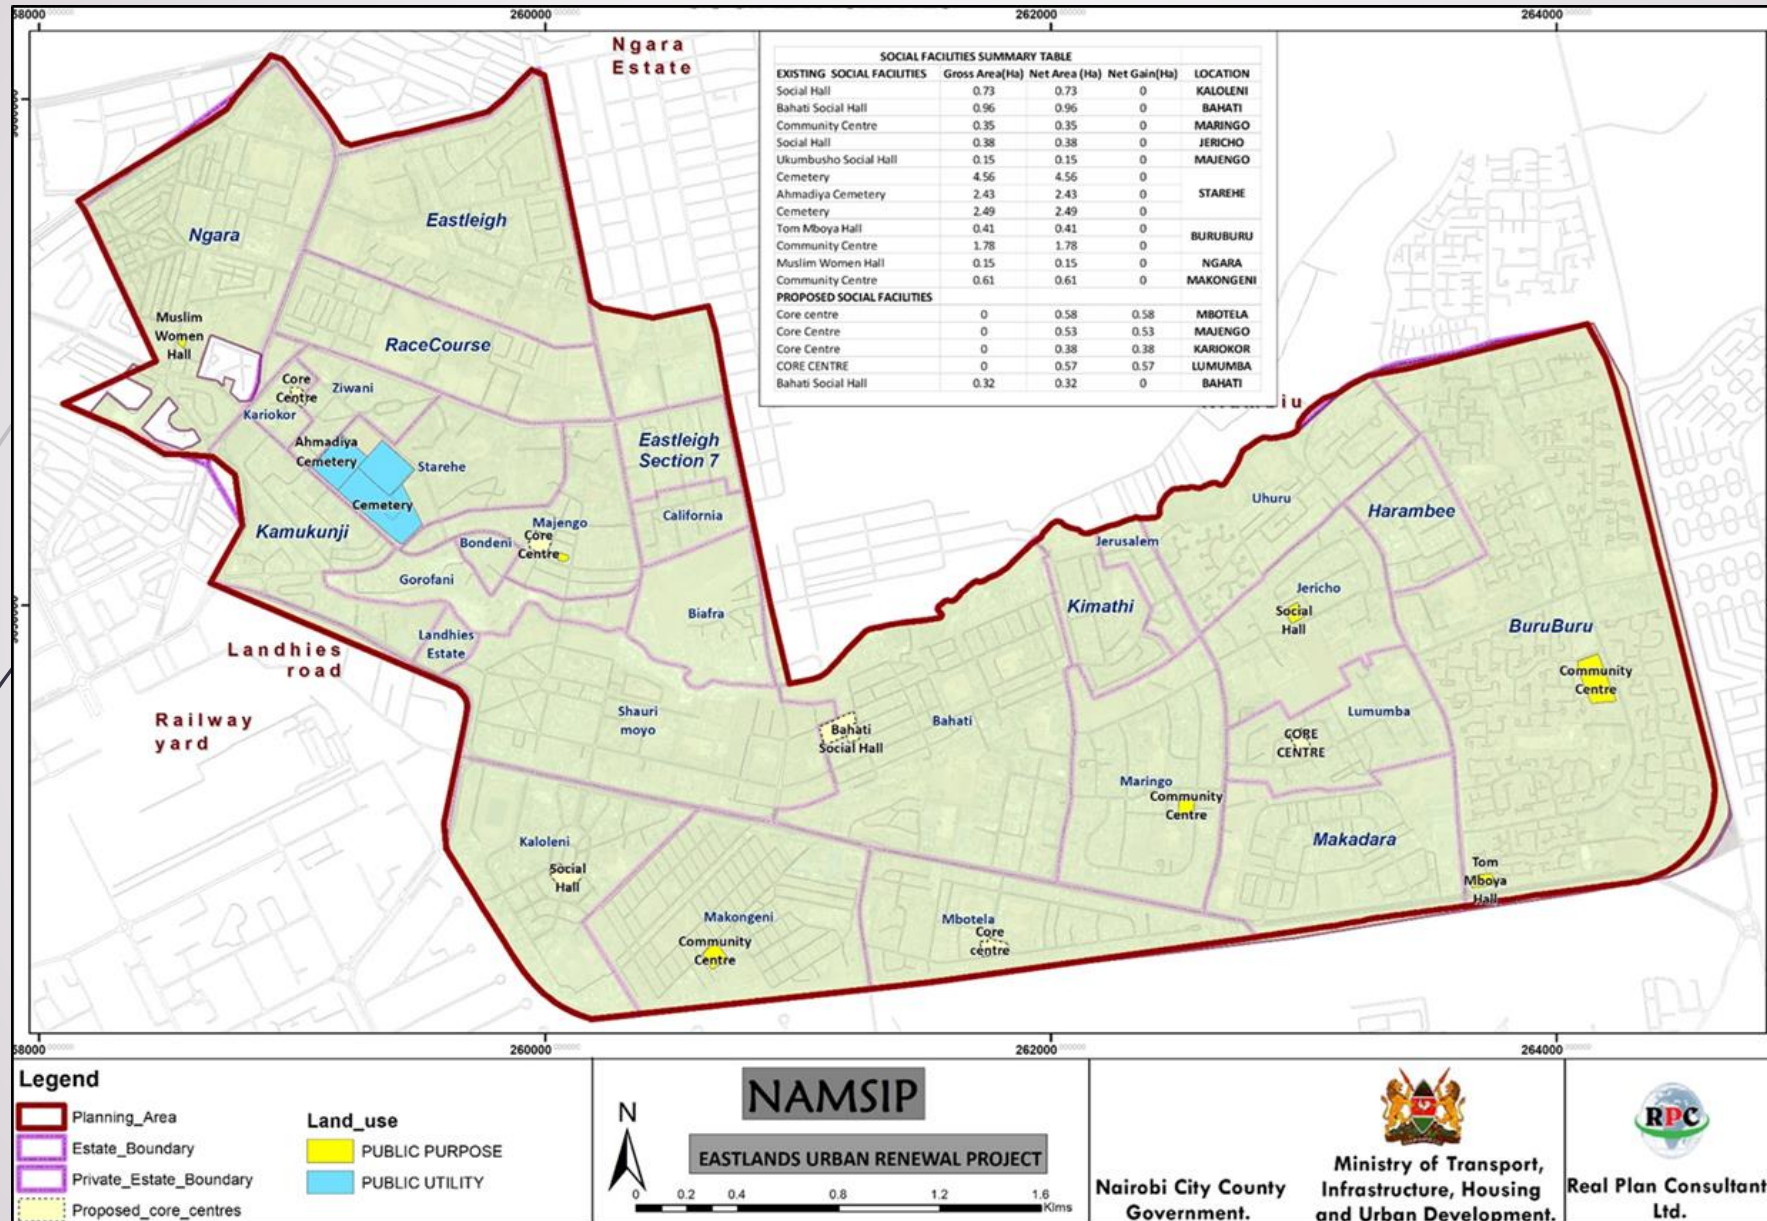 58000
260000
262000
264000
Ngara
Estate
SOCIAL FACILITIES SUMMARY TABLE
EXISTING SOCIAL FACILITIES Gross Area(Ha) Net Area (Ha) Net Gain(Ha) LOCATION
Social Hall 0.73 0.73 0 KALOLENI
Bahati Social Hall 0.96 0.96 0 BAHATI
Community Centre 0.35 0.35 0 MARINGO
Social Hall 0.38 0.38 0 JERICHO
Ukumbusho Social Hall 0.15 0.15 0 MAJENGO
Cemetery 4.56 4.56 0
Ahmadiya Cemetery 2.43 2.43 0 STAREHE
Cemetery 2.49 2.49 0
Tom Mboya Hall 0.41 0.41 0
BURUBURU
Community Centre 1.78 1.78 0
Muslim Women Hall 0.15 0.15 0 NGARA
Community Centre 0.61 0.61 0 MAKONGENI
PROPOSED SOCIAL FACILITIES
Core centre 0 0.58 0.58 MBOTELA
Core Centre 0 0.53 0.53 MAJENGO
Core Centre 0 0.38 0.38 KARIOKOR
CORE CENTRE 0 0.57 0.57 LUMUMBA
Bahati Social Hall 0.32 0.32 0 BAHATI
Ngara
Eastleigh
Muslim
Women
Hall
RaceCourse
Core
Centre
Ziwani
Kariokor
Ahmadiya
Cemetery
Starehe
Cemetery
Eastleigh
Section 7
California
Kamukunji
Majengo
Core
Centre
Bondeni
Gorofani
Biafra
Landhies
Estate
Landhies
road
Railway
yard
Shauri
moyo
Bahati
Social Hall
Bahati
Uhuru
Harambee
Jerusalem
Kimathi
Jericho
Social
Hall
BuruBuru
Community
Centre
Lumumba
CORE
CENTRE
Maringo
Community
Centre
Makadara
Tom
Mboya
Hall
Kaloleni
Social
Hall
Makongeni
Community
Centre
Mbotela
Core
centre
58000
260000
262000
264000
Legend
Planning_Area
Estate_Boundary
Private_Estate_Boundary
Proposed_core_centres
Land_use
PUBLIC PURPOSE
PUBLIC UTILITY
N
NAMSIP
EASTLANDS URBAN RENEWAL PROJECT
0 0.2 0.4 0.8 1.2 1.6
Klms
Nairobi City County
Government.
Ministry of Transport,
Infrastructure, Housing
and Urban Development.
RPC
Real Plan Consultant
Ltd.